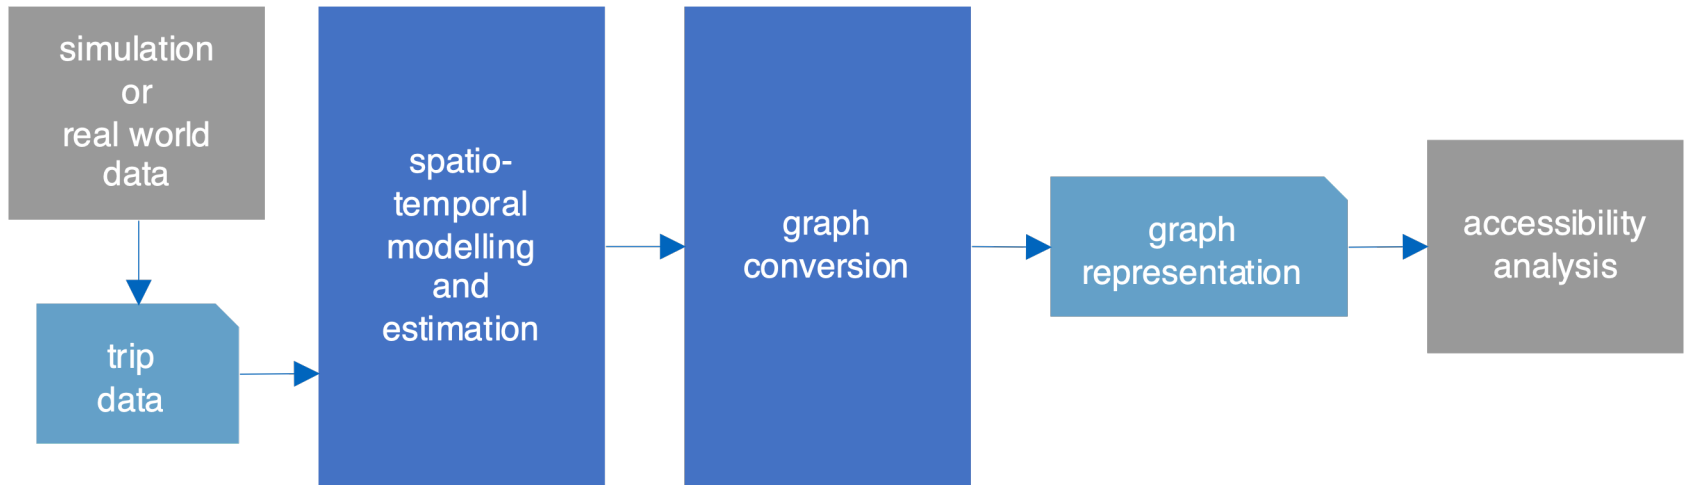 simulation
or
real world
data
trip
data
spatio-
temporal
modelling
and
estimation
graph
conversion
graph
representation
accessibility
analysis